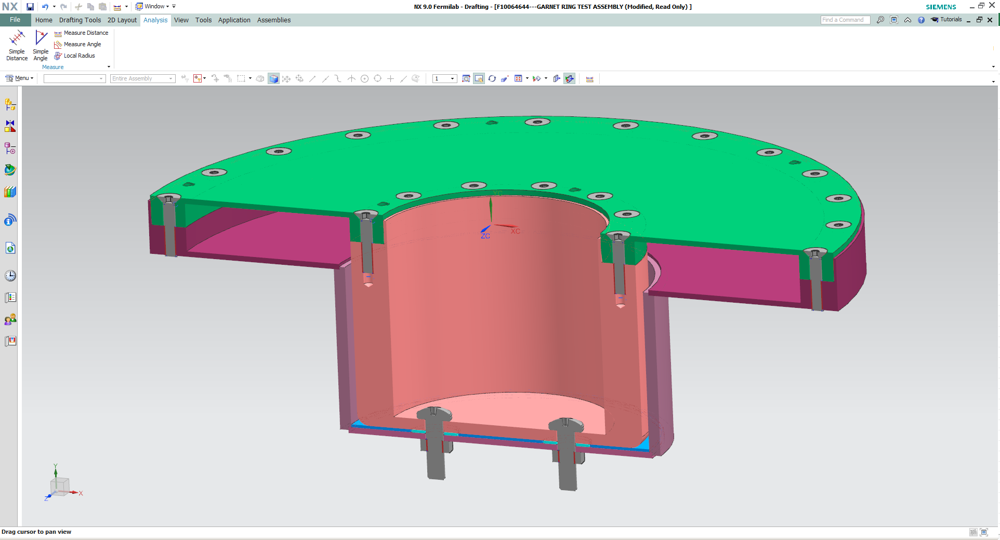 NX Window NX 9.0 Fermilab - Drafting - [F10064644---GARNET RING TEST ASSEMBLY (Modified, Read Only) ] SIEMENS
File Home Drafting Tools 2D Layout Analysis View Tools Application Assemblies Find a Command ? Tutorials
Simple Distance
Simple Angle
Measure Distance
Measure Angle
Local Radius
Measure
Menu Entire Assembly 1
YC
XC
ZC
Y
X
Z
Drag cursor to pan view